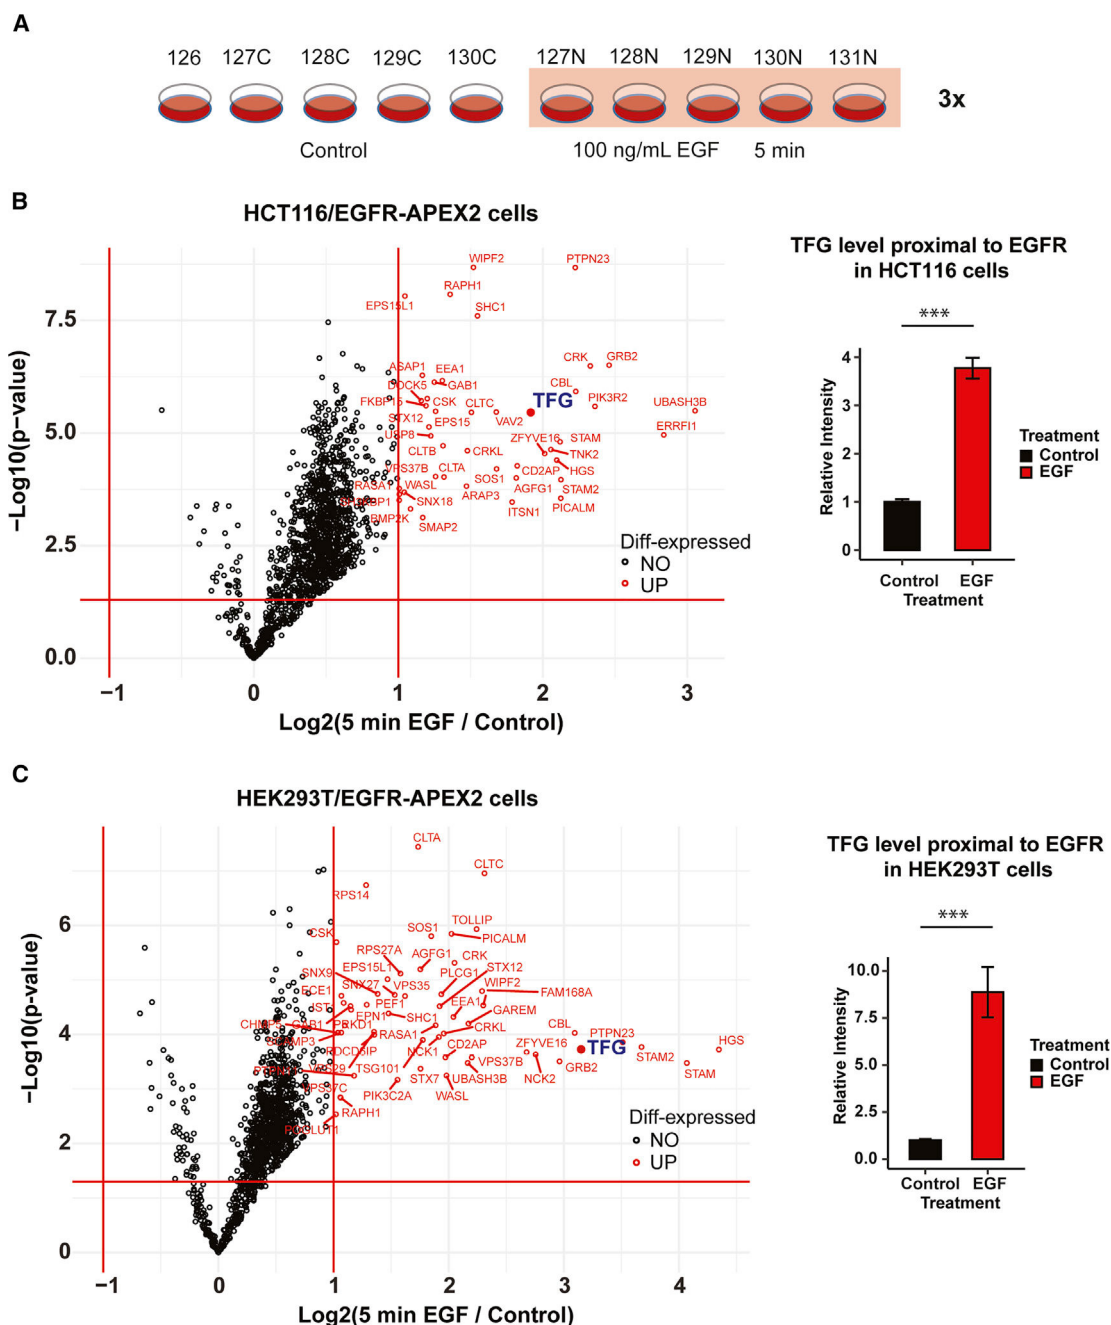 A
126 127C 128C 129C 130C 127N 128N 129N 130N 131N
3x
Control
100 ng/mL EGF 5 min
B
HCT116/EGFR-APEX2 cells
−Log10(p−value)
7.5
5.0
2.5
0.0
−1 0 1 2 3
Log2(5 min EGF / Control)
WIPF2
PTPN23
RAPH1
EPS15L1
SHC1
ASAP1
EEA1
CRK
GRB2
DOCK5
GAB1
CBL
FKBP15
CSK
CLTC
TFG
PIK3R2
UBASH3B
STX12
EPS15
VAV2
ERRFI1
USP8
ZFYVE16
STAM
CLTB
CRKL
TNK2
VPS37B
CLTA
SOS1
CD2AP
HGS
RASA1
WASL
ARAP3
AGFG1
STAM2
SNX18
ITSN1
PICALM
BMP2K
SMAP2
Diff-expressed
NO
UP
TFG level proximal to EGFR
in HCT116 cells
***
Relative Intensity
4
3
2
1
0
Control EGF
Treatment
Treatment
Control
EGF
C
HEK293T/EGFR-APEX2 cells
−Log10(p-value)
6
4
2
0
−1 0 1 2 3 4
Log2(5 min EGF / Control)
CLTA
CLTC
RPS14
CSK
SOS1
TOLLIP
PICALM
RPS27A
AGFG1
CRK
SNX9
EPS15L1
PLCG1
STX12
ECE1
SNX27
VPS35
WIPF2
FAM168A
IST1
PEF1
EEA1
GAREM
EPN1
SHC1
CBL
PTPN23
PRKD1
RASA1
CRKL
ZFYVE16
TFG
HGS
NCK1
CD2AP
STAM2
TSG101
VPS37B
GRB2
STAM
STX7
UBASH3B
NCK2
PIK3C2A
WASL
RAPH1
Diff-expressed
NO
UP
TFG level proximal to EGFR
in HEK293T cells
***
Relative Intensity
10.0
7.5
5.0
2.5
0.0
Control EGF
Treatment
Treatment
Control
EGF